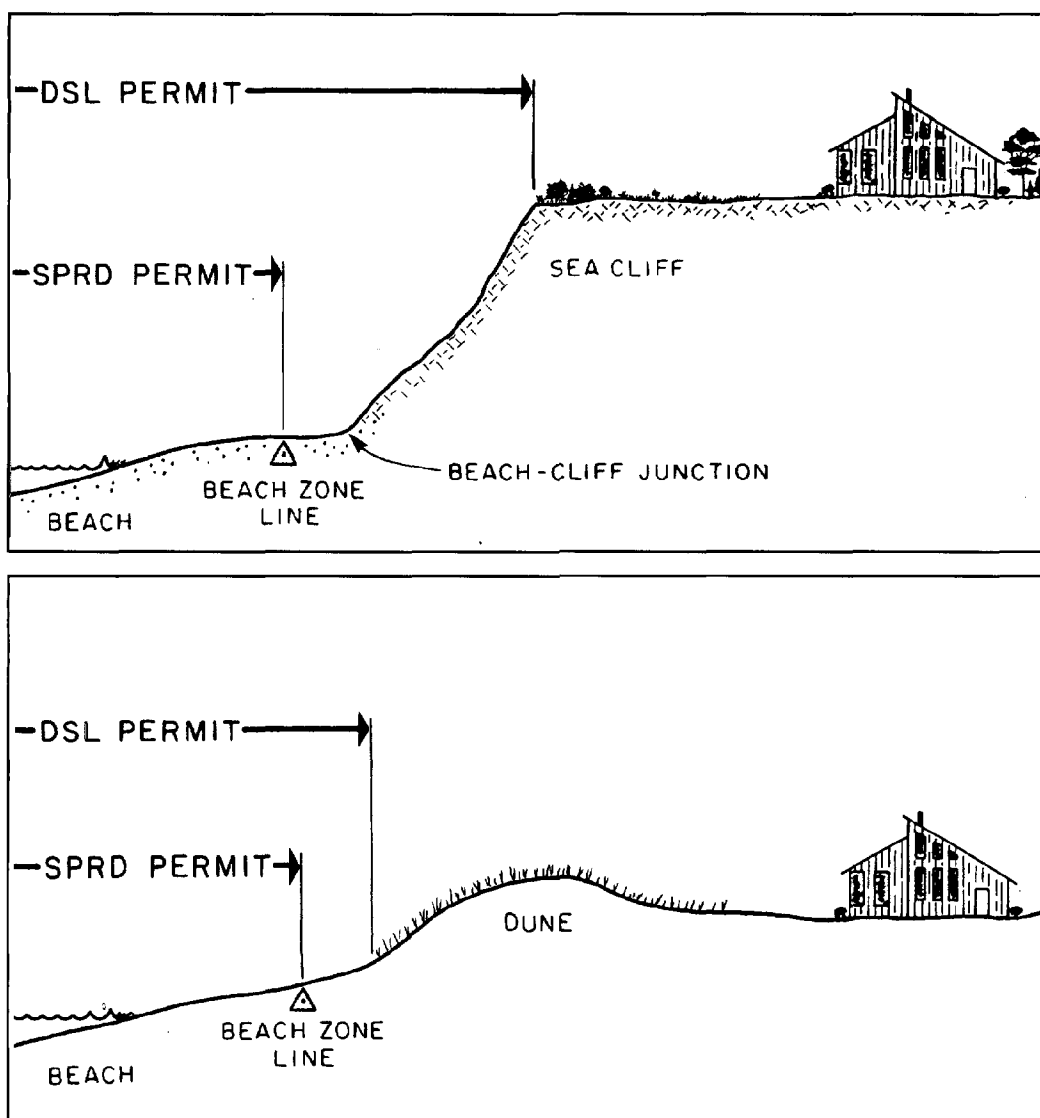 DSL PERMIT
SPRD PERMIT
SEA CLIFF
BEACH-CLIFF JUNCTION
BEACH ZONE
LINE
BEACH
DSL PERMIT
SPRD PERMIT
DUNE
BEACH ZONE
LINE
BEACH